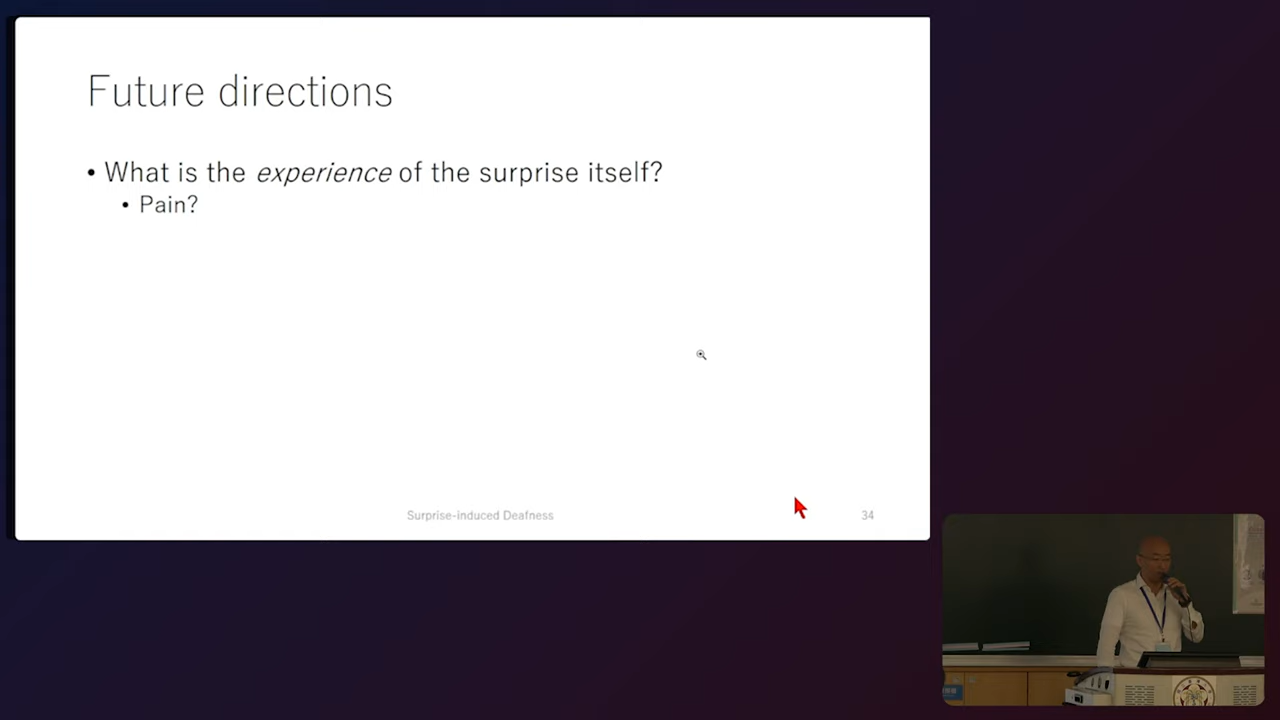 Future directions
• What is the experience of the surprise itself?
• Pain?
Surprise-induced Deafness
34